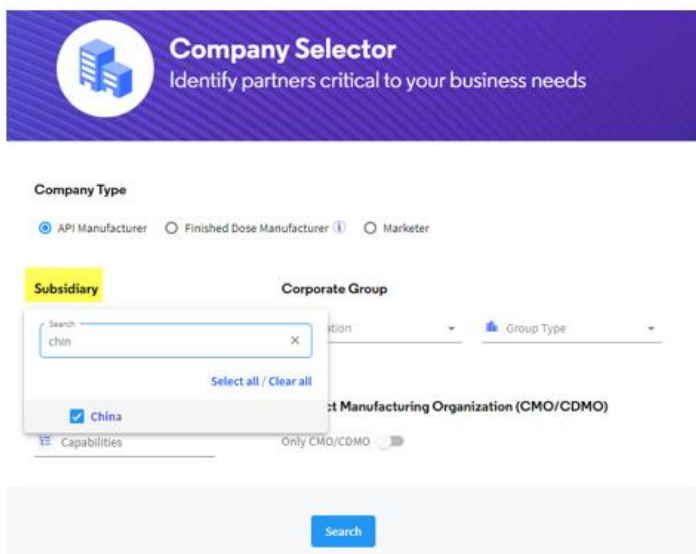 Company Selector
Identify partners critical to your business needs
Company Type
API Manufacturer
Finished Dose Manufacturer
Marketer
Subsidiary
Corporate Group
Search
chin
Group Type
Select all / Clear all
China
Manufacturing Organization (CMO/CDMO)
Capabilities
Only CMO/CDMO
Search